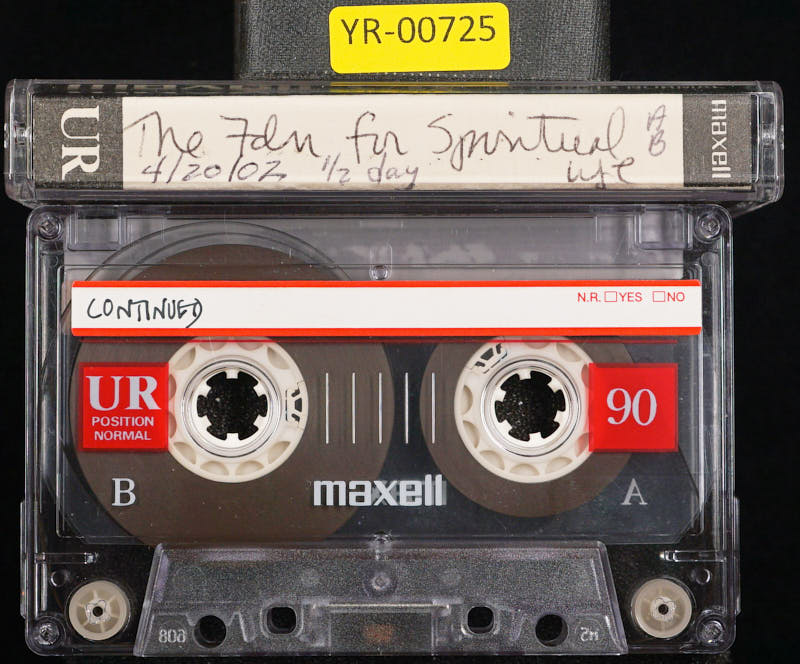 YR-00725
UR
The Fdn for Spiritual
life
4/20/02 1/2 day
A
B
maxell
CONTINUED
N.R. YES NO
UR
POSITION
NORMAL
90
B
maxell
A